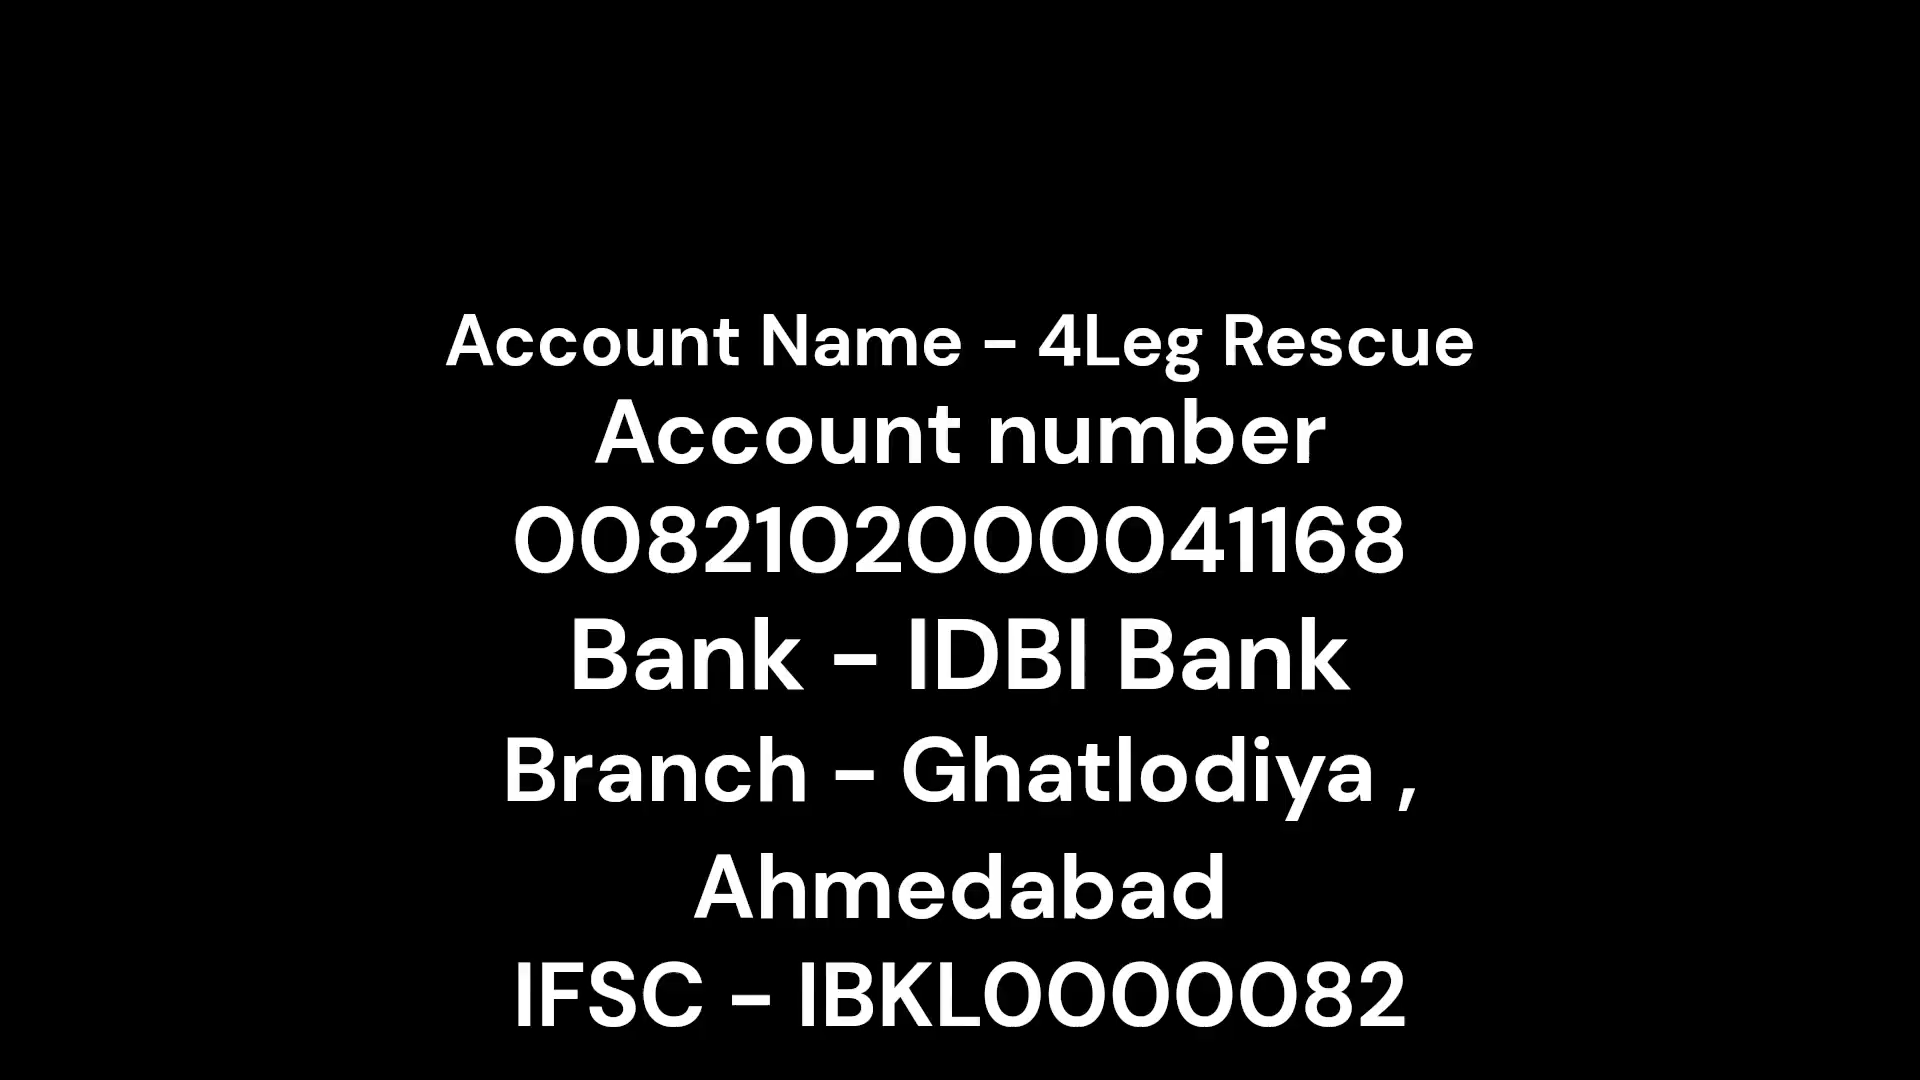 Account Name - 4Leg Rescue
Account number
0082102000041168
Bank - IDBI Bank
Branch - Ghatlodiya ,
Ahmedabad
IFSC - IBKL0000082